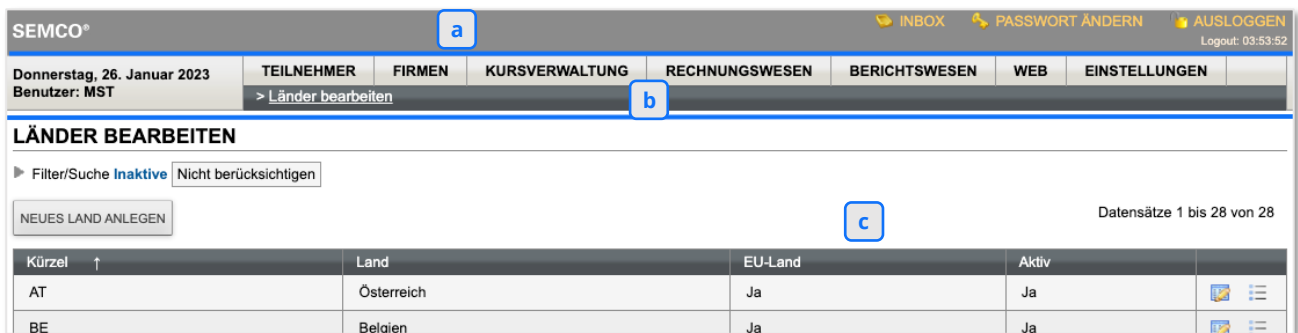 SEMCO®
a
INBOX PASSWORT ÄNDERN AUSLOGGEN
Logout: 03:53:52
Donnerstag, 26. Januar 2023
Benutzer: MST
TEILNEHMER FIRMEN KURSVERWALTUNG RECHNUNGSWESEN BERICHTSWESEN WEB EINSTELLUNGEN
> Länder bearbeiten
b
LÄNDER BEARBEITEN
Filter/Suche Inaktive Nicht berücksichtigen
NEUES LAND ANLEGEN
c
Datensätze 1 bis 28 von 28
Kürzel ↑ Land EU-Land Aktiv
AT Österreich Ja Ja
BE Belgien Ja Ja